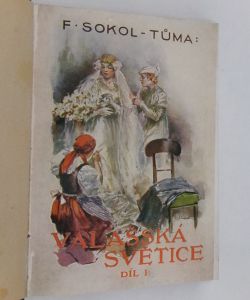 F. SOKOL-TŮMA:
VALAŠSKÁ
SVĚTICE
DÍL I.